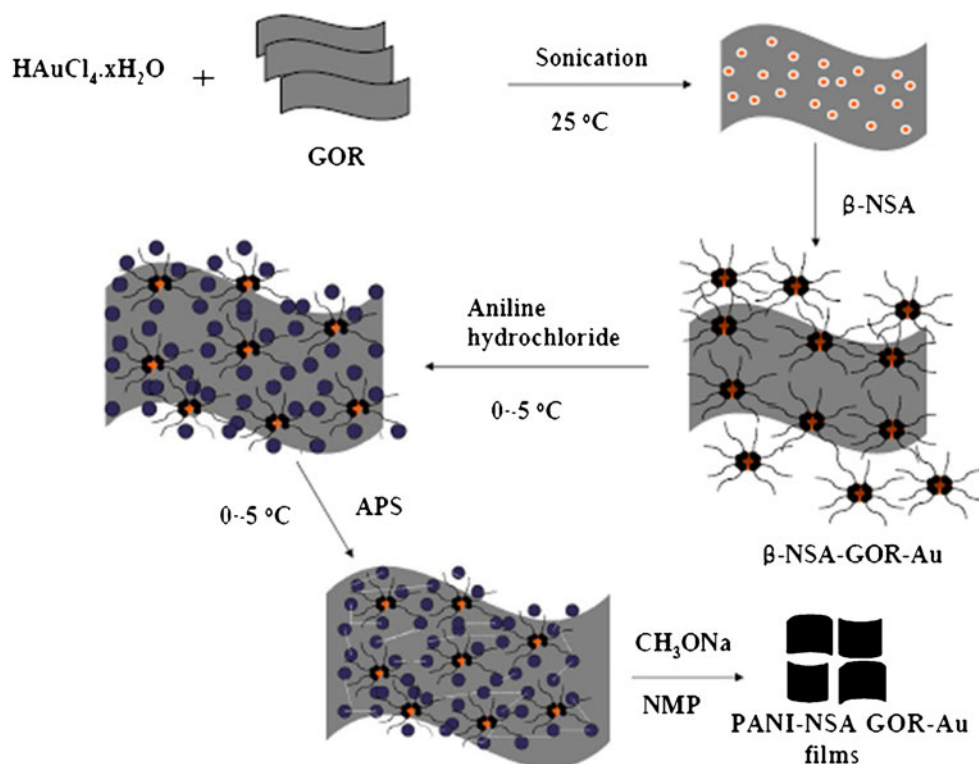 HAuCl₄.xH₂O
+
GOR
Sonication
25 °C
β-NSA
β-NSA-GOR-Au
Aniline
hydrochloride
0--5 °C
0--5 °C
APS
CH₃ONa
NMP
PANI-NSA GOR-Au
films